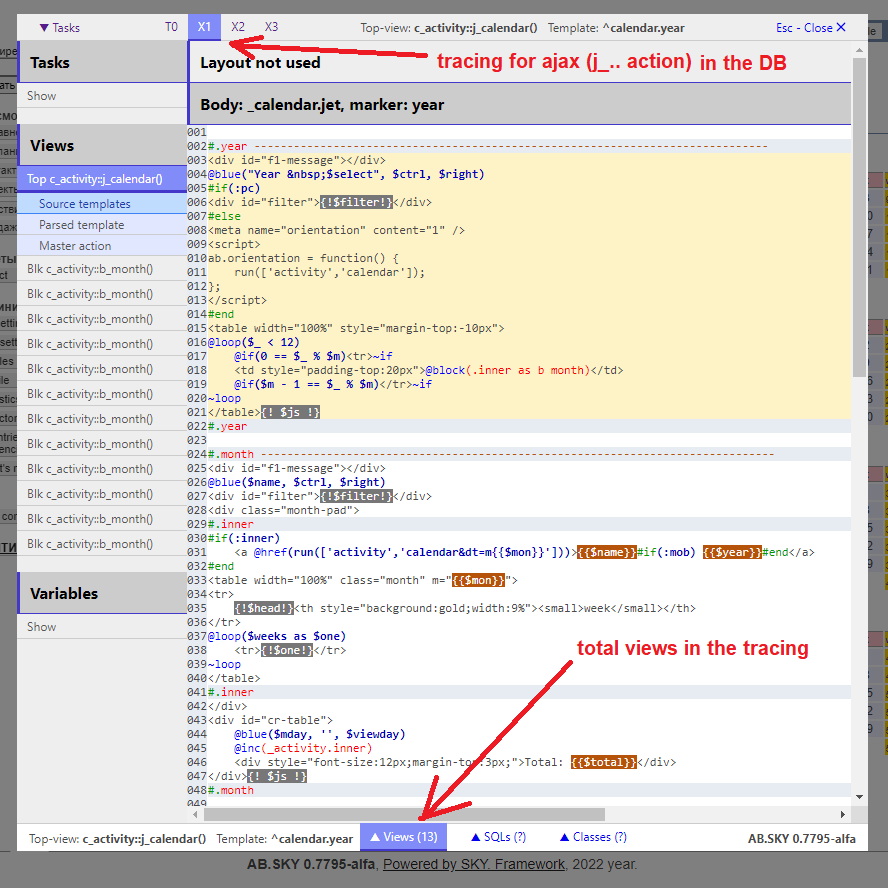 ▼ Tasks T0 X1 X2 X3 Top-view: c_activity::j_calendar() Template: ^calendar.year Esc - Close ✕
tracing for ajax (j_.. action) in the DB
Tasks
Show
Views
Top c_activity::j_calendar()
Source templates
Parsed template
Master action
Blk c_activity::b_month()
Blk c_activity::b_month()
Blk c_activity::b_month()
Blk c_activity::b_month()
Blk c_activity::b_month()
Blk c_activity::b_month()
Blk c_activity::b_month()
Blk c_activity::b_month()
Blk c_activity::b_month()
Blk c_activity::b_month()
Blk c_activity::b_month()
Blk c_activity::b_month()
Variables
Show
Layout not used
Body: _calendar.jet, marker: year
001
002#.year -------------------------------------------------------------------------------
003<div id="f1-message"></div>
004@blue("Year &nbsp;$select", $ctrl, $right)
005#if(:pc)
006<div id="filter">{!$filter!}</div>
007#else
008<meta name="orientation" content="1" />
009<script>
010ab.orientation = function() {
011    run(['activity','calendar']);
012};
013</script>
014#end
015<table width="100%" style="margin-top:-10px">
016@loop($_ < 12)
017    @if(0 == $_ % $m)<tr>~if
018    <td style="padding-top:20px">@block(.inner as b month)</td>
019    @if($m - 1 == $_ % $m)</tr>~if
020~loop
021</table>{! $js !}
022#.year
023
024#.month -------------------------------------------------------------------------------
025<div id="f1-message"></div>
026@blue($name, $ctrl, $right)
027<div id="filter">{!$filter!}</div>
028<div class="month-pad">
029#.inner
030#if(:inner)
031    <a @href(run(['activity','calendar&dt=m{{$mon}}']))>{{$name}}#if(:mob) {{$year}}#end</a>
032#end
033<table width="100%" class="month" m="{{$mon}}">
034<tr>
035    {!$head!}<th style="background:gold;width:9%"><small>week</small></th>
036</tr>
037@loop($weeks as $one)
038    <tr>{!$one!}</tr>
039~loop
040</table>
041#.inner
042</div>
043<div id="cr-table">
044    @blue($mday, '', $viewday)
045    @inc(_activity.inner)
046    <div style="font-size:12px;margin-top:3px;">Total: {{$total}}</div>
047</div>{! $js !}
048#.month
049
total views in the tracing
Top-view: c_activity::j_calendar() Template: ^calendar.year ▲ Views (13) ▲ SQLs (?) ▲ Classes (?) AB.SKY 0.7795-alfa
AB.SKY 0.7795-alfa, Powered by SKY. Framework, 2022 year.